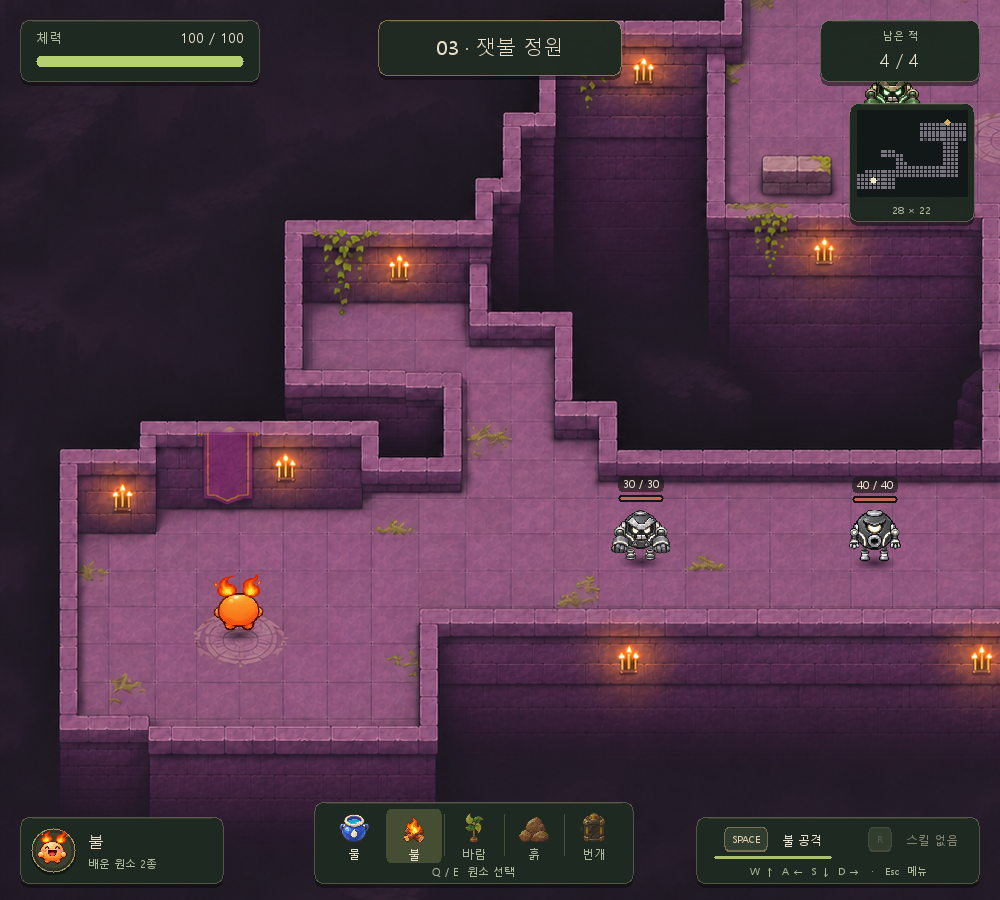 체력 100 / 100
03 · 잿불 정원
남은 적
4 / 4
28 × 22
30 / 30
40 / 40
불
배운 원소 2종
물 불 바람 흙 번개
Q / E 원소 선택
SPACE 불 공격 R 스킬 없음
W ↑ A ← S ↓ D → · Esc 메뉴